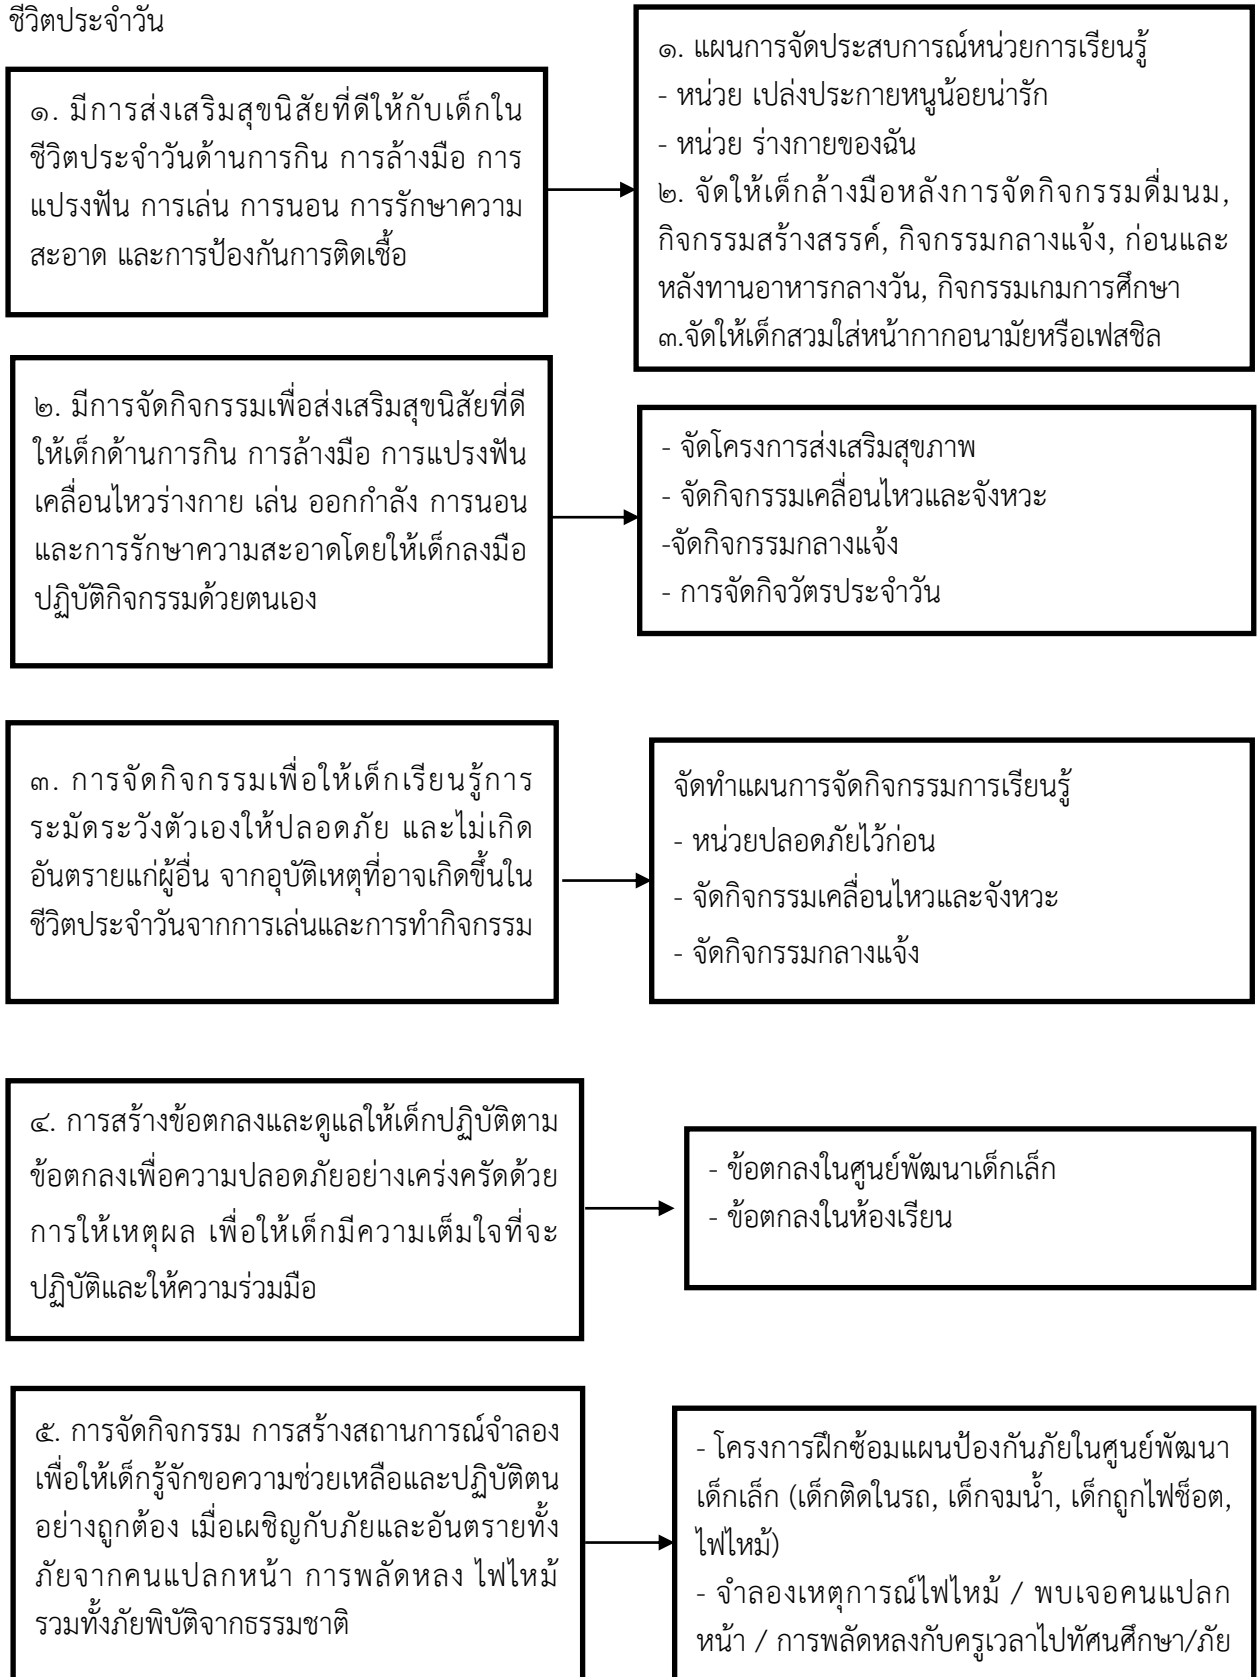 ชีวิตประจำวัน
๑. มีการส่งเสริมสุขนิสัยที่ดีให้กับเด็กใน
ชีวิตประจำวันด้านการกิน การล้างมือ การ
แปรงฟัน การเล่น การนอน การรักษาความ
สะอาด และการป้องกันการติดเชื้อ
๑. แผนการจัดประสบการณ์หน่วยการเรียนรู้
- หน่วย เปล่งประกายหนูน้อยน่ารัก
- หน่วย ร่างกายของฉัน
๒. จัดให้เด็กล้างมือหลังการจัดกิจกรรมดื่มนม,
กิจกรรมสร้างสรรค์, กิจกรรมกลางแจ้ง, ก่อนและ
หลังทานอาหารกลางวัน, กิจกรรมเกมการศึกษา
๓.จัดให้เด็กสวมใส่หน้ากากอนามัยหรือเฟสชิล
๒. มีการจัดกิจกรรมเพื่อส่งเสริมสุขนิสัยที่ดี
ให้เด็กด้านการกิน การล้างมือ การแปรงฟัน
เคลื่อนไหวร่างกาย เล่น ออกกำลัง การนอน
และการรักษาความสะอาดโดยให้เด็กลงมือ
ปฏิบัติกิจกรรมด้วยตนเอง
- จัดโครงการส่งเสริมสุขภาพ
- จัดกิจกรรมเคลื่อนไหวและจังหวะ
-จัดกิจกรรมกลางแจ้ง
- การจัดกิจวัตรประจำวัน
๓. การจัดกิจกรรมเพื่อให้เด็กเรียนรู้การ
ระมัดระวังตัวเองให้ปลอดภัย และไม่เกิด
อันตรายแก่ผู้อื่น จากอุบัติเหตุที่อาจเกิดขึ้นใน
ชีวิตประจำวันจากการเล่นและการทำกิจกรรม
จัดทำแผนการจัดกิจกรรมการเรียนรู้
- หน่วยปลอดภัยไว้ก่อน
- จัดกิจกรรมเคลื่อนไหวและจังหวะ
- จัดกิจกรรมกลางแจ้ง
๔. การสร้างข้อตกลงและดูแลให้เด็กปฏิบัติตาม
ข้อตกลงเพื่อความปลอดภัยอย่างเคร่งครัดด้วย
การให้เหตุผล เพื่อให้เด็กมีความเต็มใจที่จะ
ปฏิบัติและให้ความร่วมมือ
- ข้อตกลงในศูนย์พัฒนาเด็กเล็ก
- ข้อตกลงในห้องเรียน
๕. การจัดกิจกรรม การสร้างสถานการณ์จำลอง
เพื่อให้เด็กรู้จักขอความช่วยเหลือและปฏิบัติตน
อย่างถูกต้อง เมื่อเผชิญกับภัยและอันตรายทั้ง
ภัยจากคนแปลกหน้า การพลัดหลง ไฟไหม้
รวมทั้งภัยพิบัติจากธรรมชาติ
- โครงการฝึกซ้อมแผนป้องกันภัยในศูนย์พัฒนา
เด็กเล็ก (เด็กติดในรถ, เด็กจมน้ำ, เด็กถูกไฟช็อต,
ไฟไหม้)
- จำลองเหตุการณ์ไฟไหม้ / พบเจอคนแปลก
หน้า / การพลัดหลงกับครูเวลาไปทัศนศึกษา/ภัย